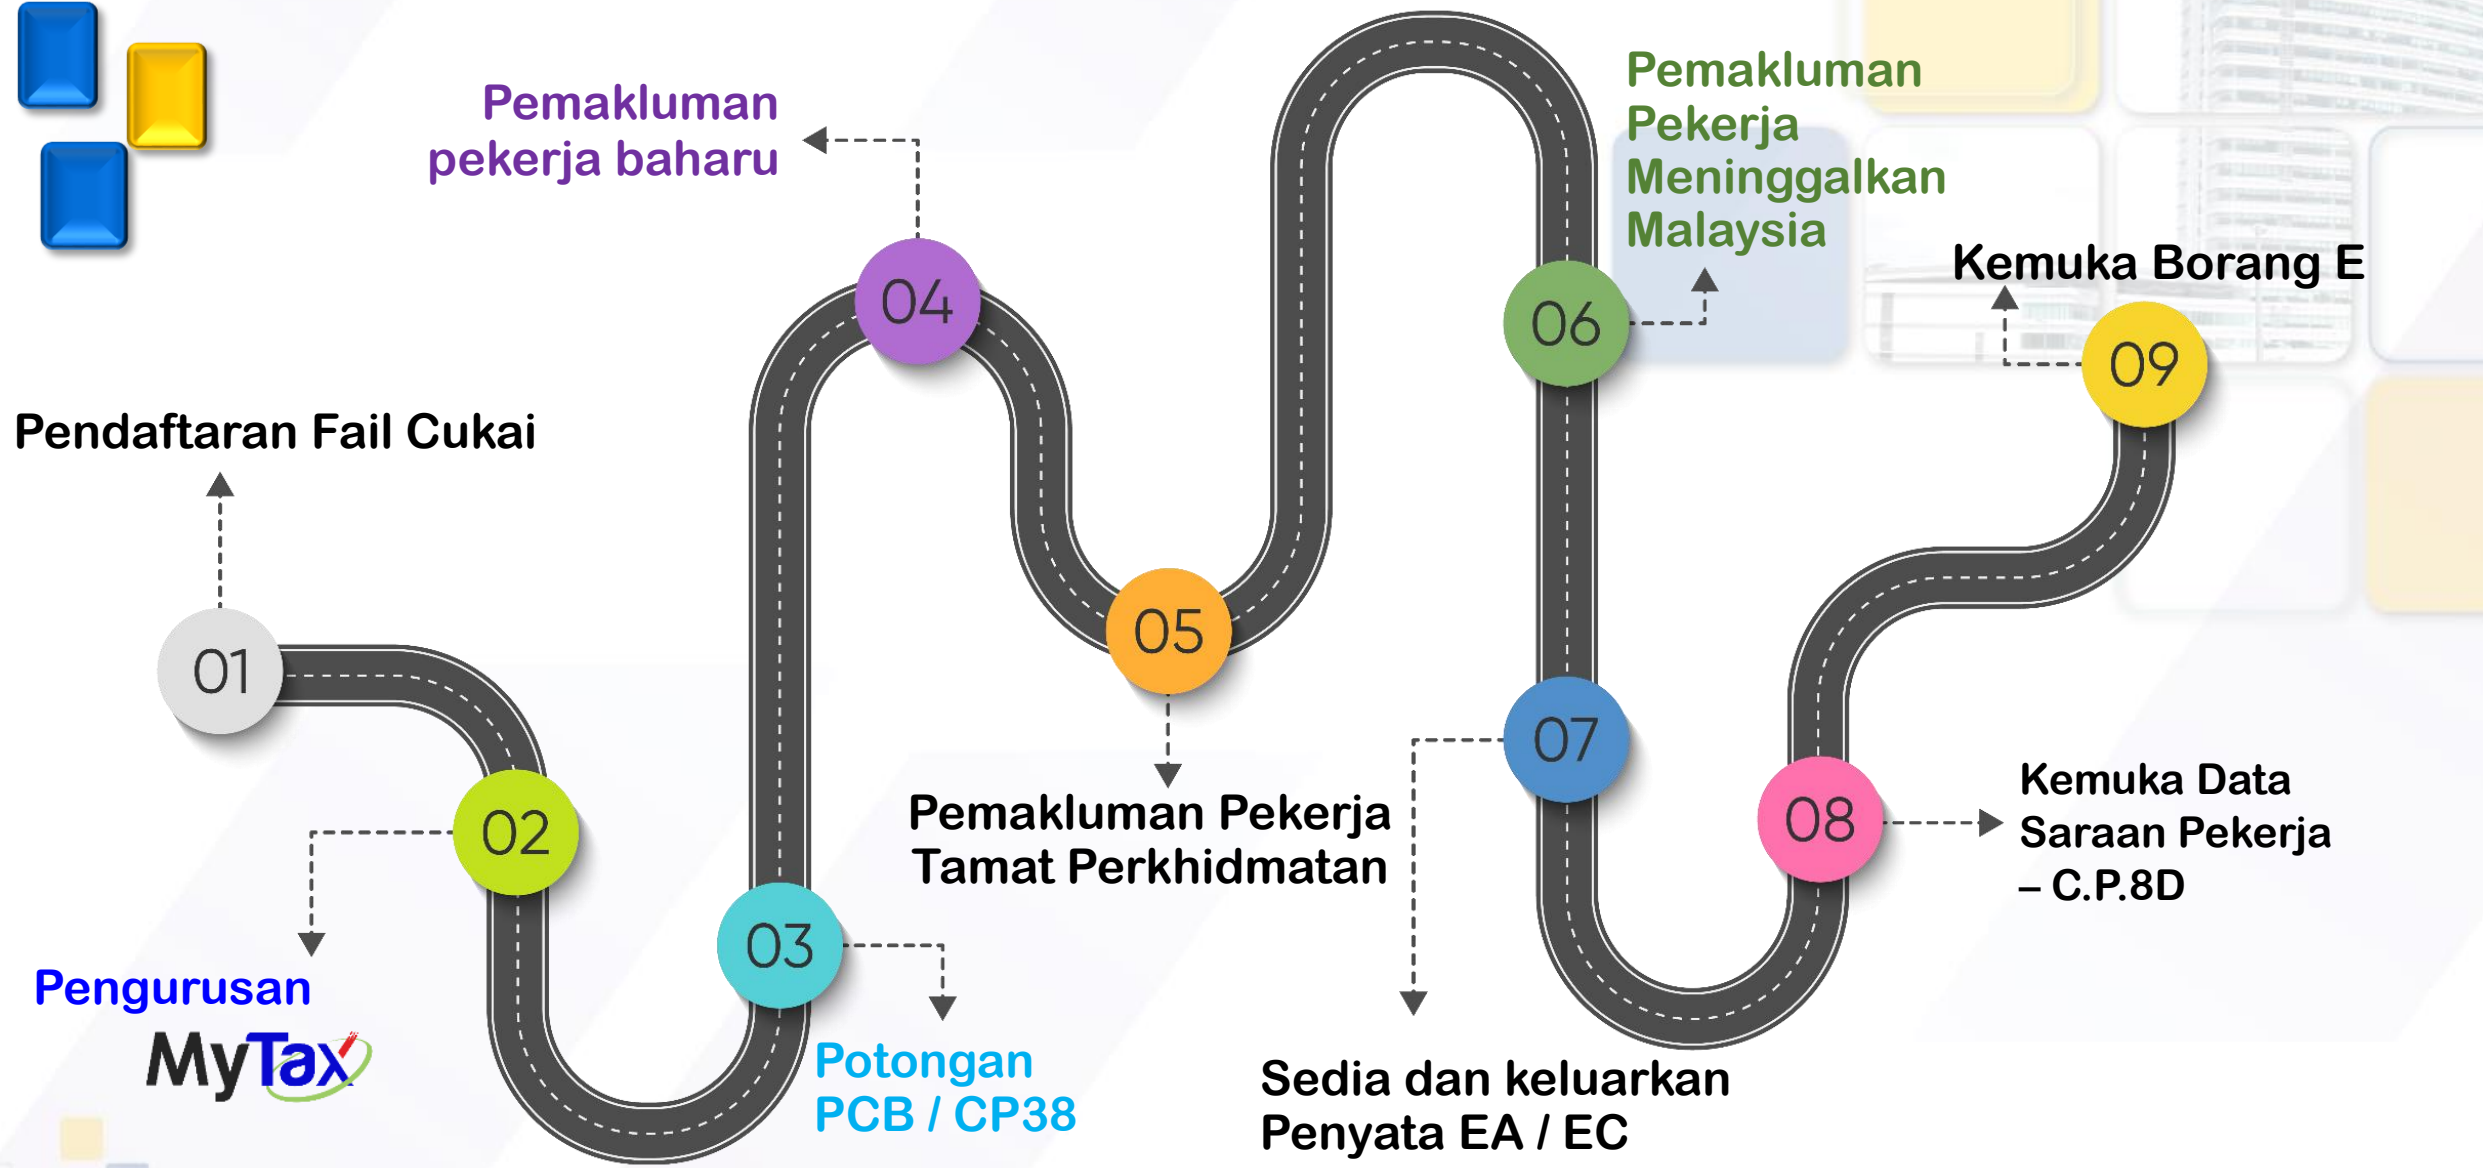 01
Pendaftaran Fail Cukai
02
Pengurusan
MyTax
03
Potongan
PCB / CP38
04
Pemakluman
pekerja baharu
05
Pemakluman Pekerja
Tamat Perkhidmatan
06
Pemakluman
Pekerja
Meninggalkan
Malaysia
07
Sedia dan keluarkan
Penyata EA / EC
08
Kemuka Data
Saraan Pekerja
– C.P.8D
09
Kemuka Borang E